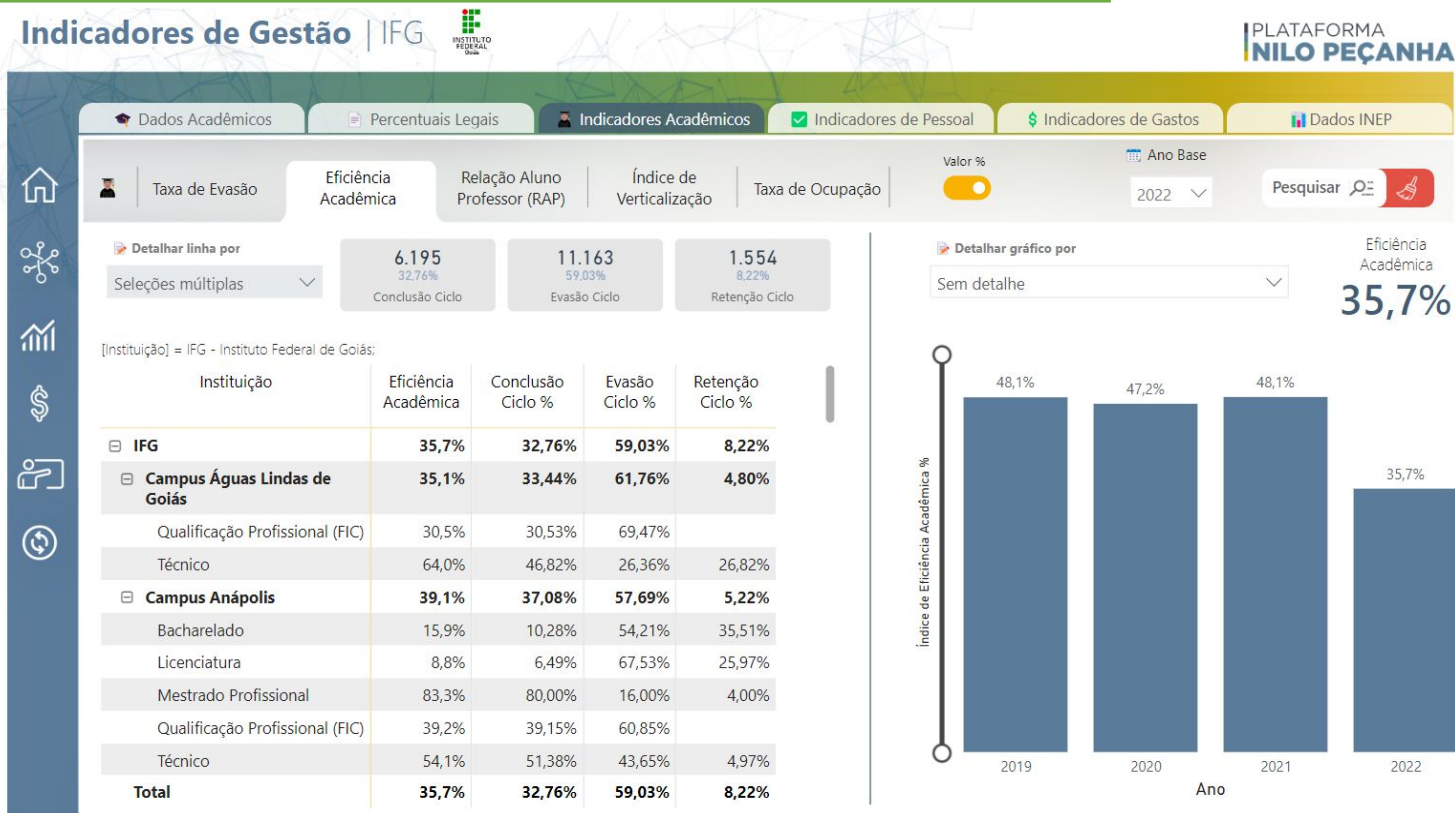 Indicadores de Gestão | IFG
INSTITUTO
FEDERAL
Goiás
PLATAFORMA
NILO PEÇANHA
Dados Acadêmicos
Percentuais Legais
Indicadores Acadêmicos
Indicadores de Pessoal
Indicadores de Gastos
Dados INEP
Taxa de Evasão
Eficiência
Acadêmica
Relação Aluno
Professor (RAP)
Índice de
Verticalização
Taxa de Ocupação
Valor %
Ano Base
2022
Pesquisar
Detalhar linha por
Seleções múltiplas
6.195
32,76%
Conclusão Ciclo
11.163
59,03%
Evasão Ciclo
1.554
8,22%
Retenção Ciclo
[Instituição] = IFG - Instituto Federal de Goiás;
Instituição Eficiência Acadêmica Conclusão Ciclo % Evasão Ciclo % Retenção Ciclo %
IFG 35,7% 32,76% 59,03% 8,22%
Campus Águas Lindas de Goiás 35,1% 33,44% 61,76% 4,80%
Qualificação Profissional (FIC) 30,5% 30,53% 69,47%
Técnico 64,0% 46,82% 26,36% 26,82%
Campus Anápolis 39,1% 37,08% 57,69% 5,22%
Bacharelado 15,9% 10,28% 54,21% 35,51%
Licenciatura 8,8% 6,49% 67,53% 25,97%
Mestrado Profissional 83,3% 80,00% 16,00% 4,00%
Qualificação Profissional (FIC) 39,2% 39,15% 60,85%
Técnico 54,1% 51,38% 43,65% 4,97%
Total 35,7% 32,76% 59,03% 8,22%
Detalhar gráfico por
Sem detalhe
Eficiência
Acadêmica
35,7%
Índice de Eficiência Acadêmica %
48,1% 47,2% 48,1% 35,7%
2019 2020 2021 2022
Ano